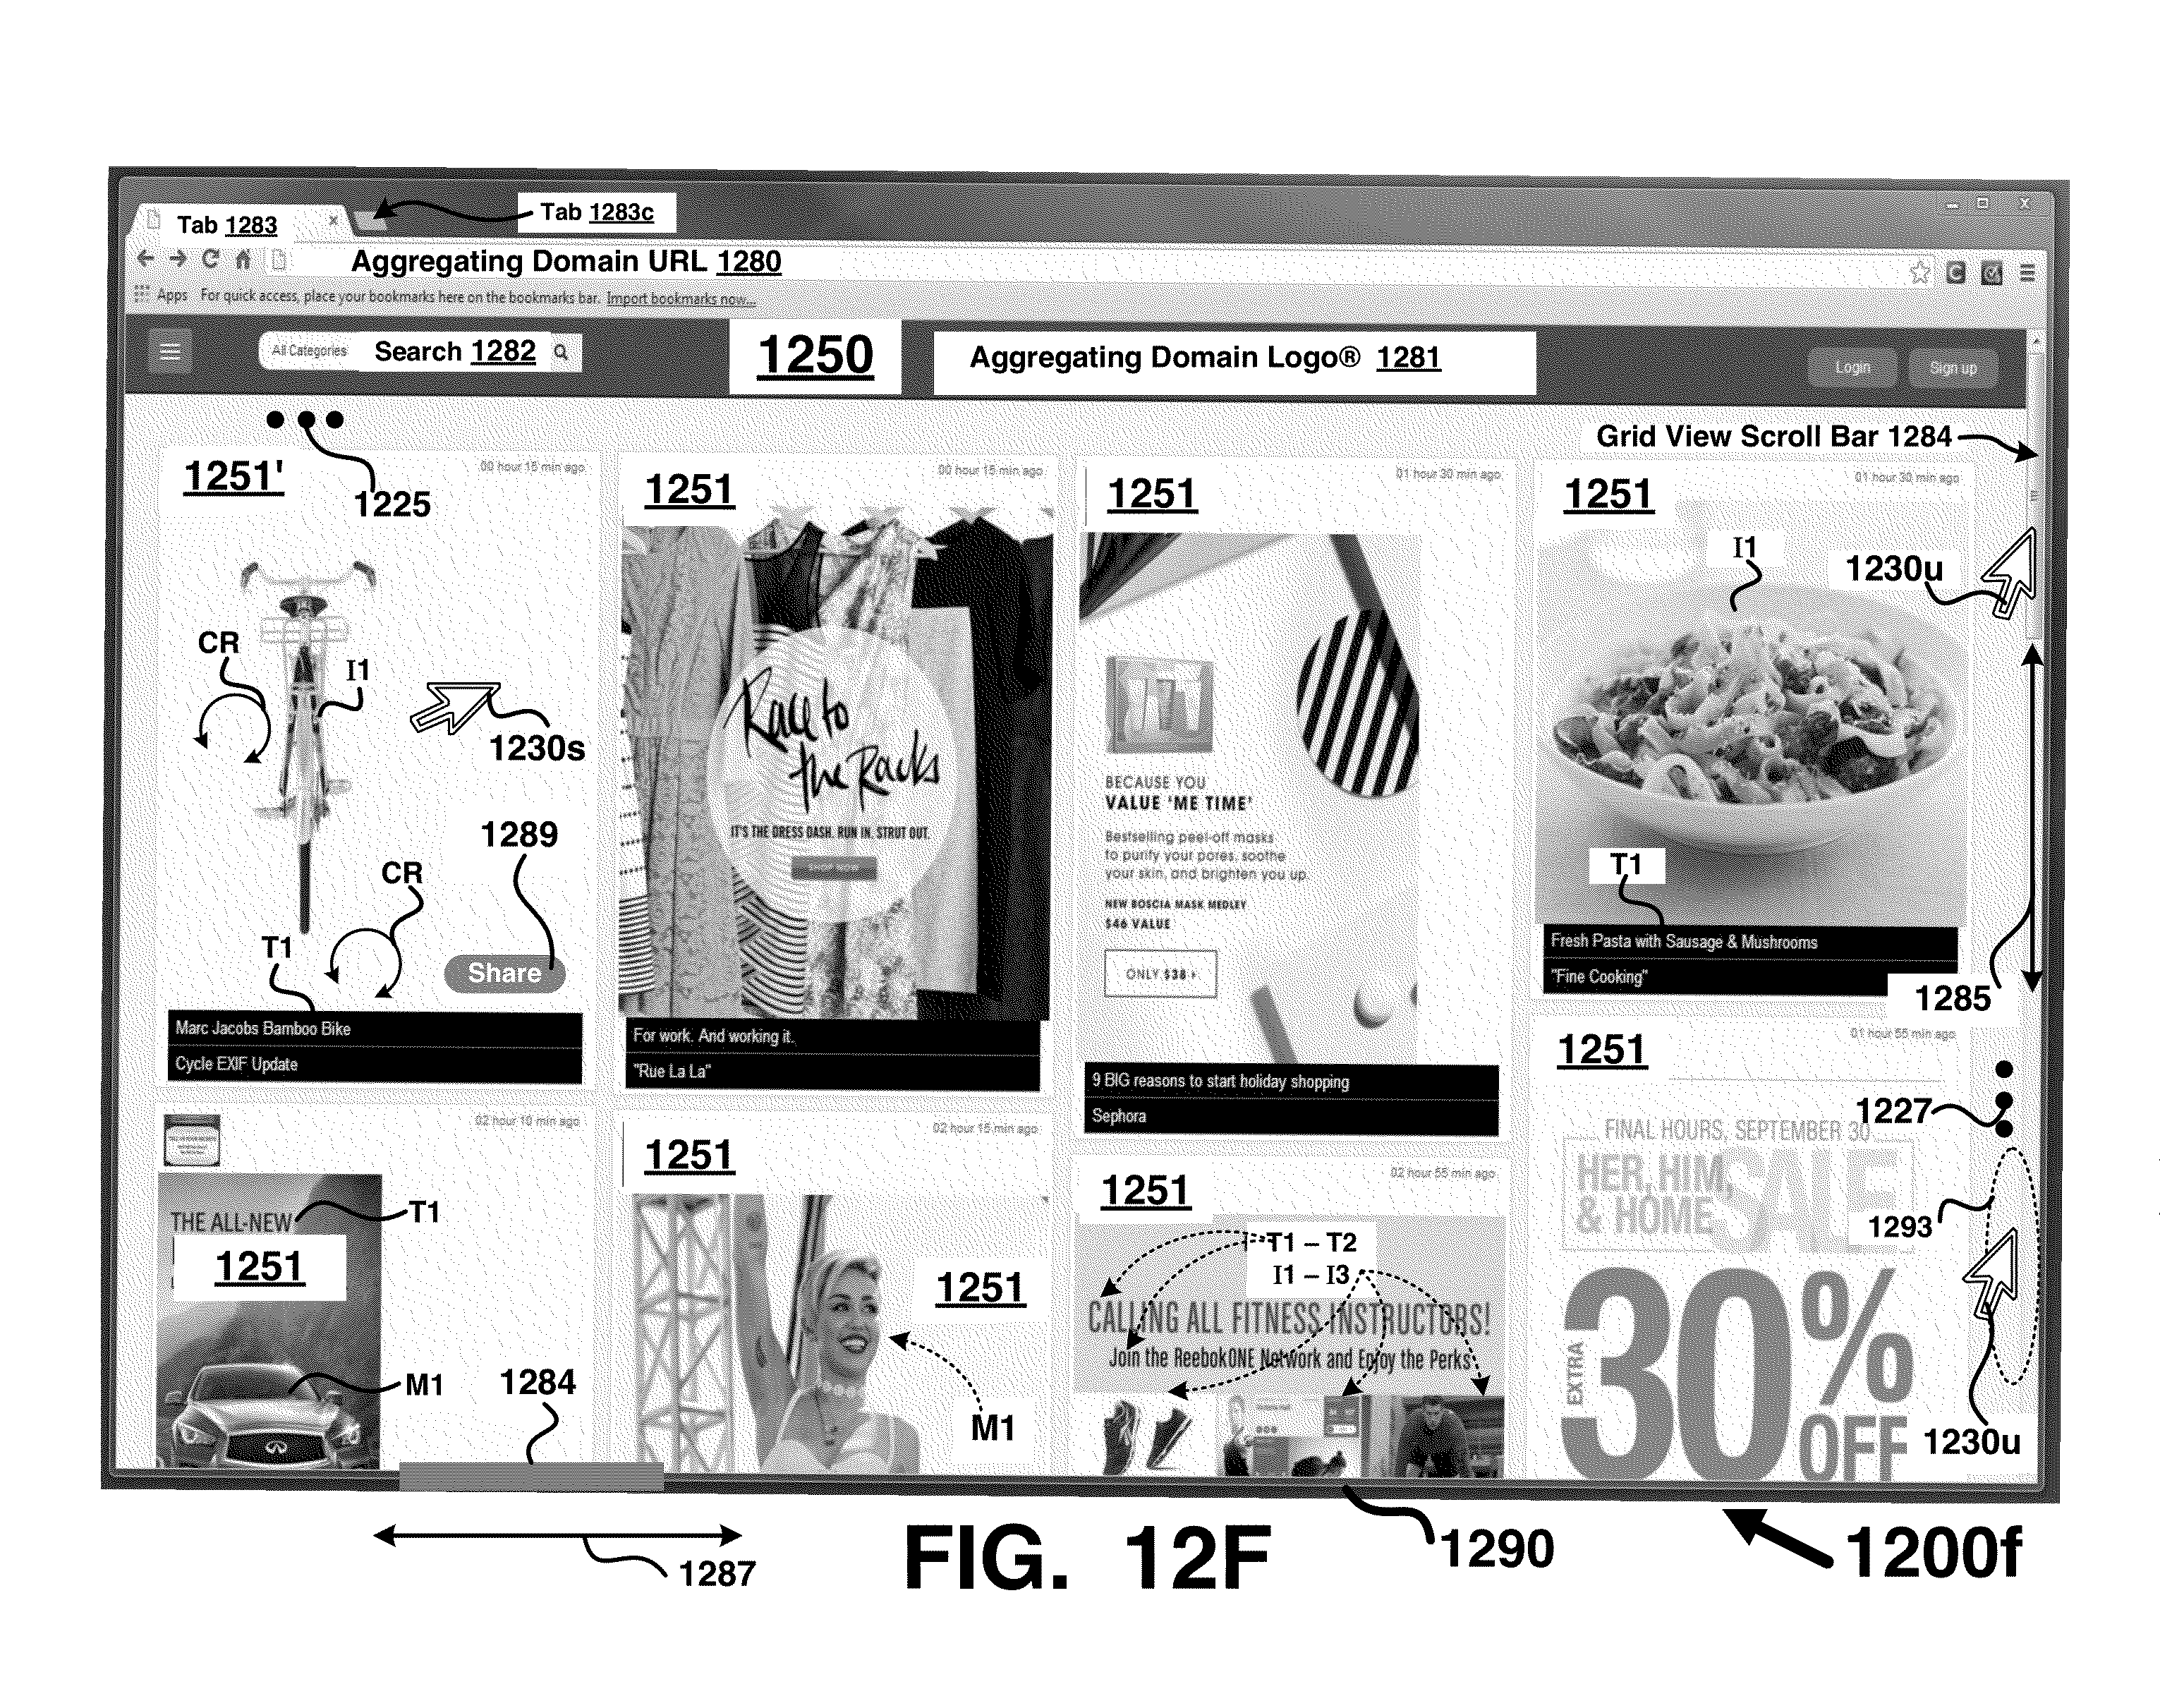 Tab 1283
Tab 1283c
Aggregating Domain URL 1280
Apps For quick access, place your bookmarks here on the bookmarks bar. Import bookmarks now...
All Categories
Search 1282
1250
Aggregating Domain Logo® 1281
Login
Sign up
1225
Grid View Scroll Bar 1284
1251'
00 hour 15 min ago
CR
I1
1230s
1289
CR
T1
Share
Marc Jacobs Bamboo Bike
Cycle EXIF Update
1251
00 hour 15 min ago
Race to
the Racks
IT'S THE DRESS DASH. RUN IN. STRUT OUT.
For work. And working it.
"Rue La La"
1251
01 hour 30 min ago
BECAUSE YOU
VALUE 'ME TIME'
Bestselling peel-off masks
to purify your pores, soothe
your skin, and brighten you up.
NEW BOSCIA MASK MEDLEY
$46 VALUE
ONLY $38
9 BIG reasons to start holiday shopping
Sephora
1251
01 hour 30 min ago
I1
1230u
T1
Fresh Pasta with Sausage & Mushrooms
"Fine Cooking"
1285
02 hour 10 min ago
THE ALL-NEW
T1
1251
M1
1284
1251
02 hour 15 min ago
1251
M1
1251
02 hour 55 min ago
T1 – T2
I1 – I3
CALLING ALL FITNESS INSTRUCTORS!
Join the ReebokONE Network and Enjoy the Perks
1251
01 hour 55 min ago
1227
FINAL HOURS, SEPTEMBER 30
HER, HIM,
& HOME
SALE
1293
EXTRA
30%
OFF
1230u
1287
FIG. 12F
1290
1200f